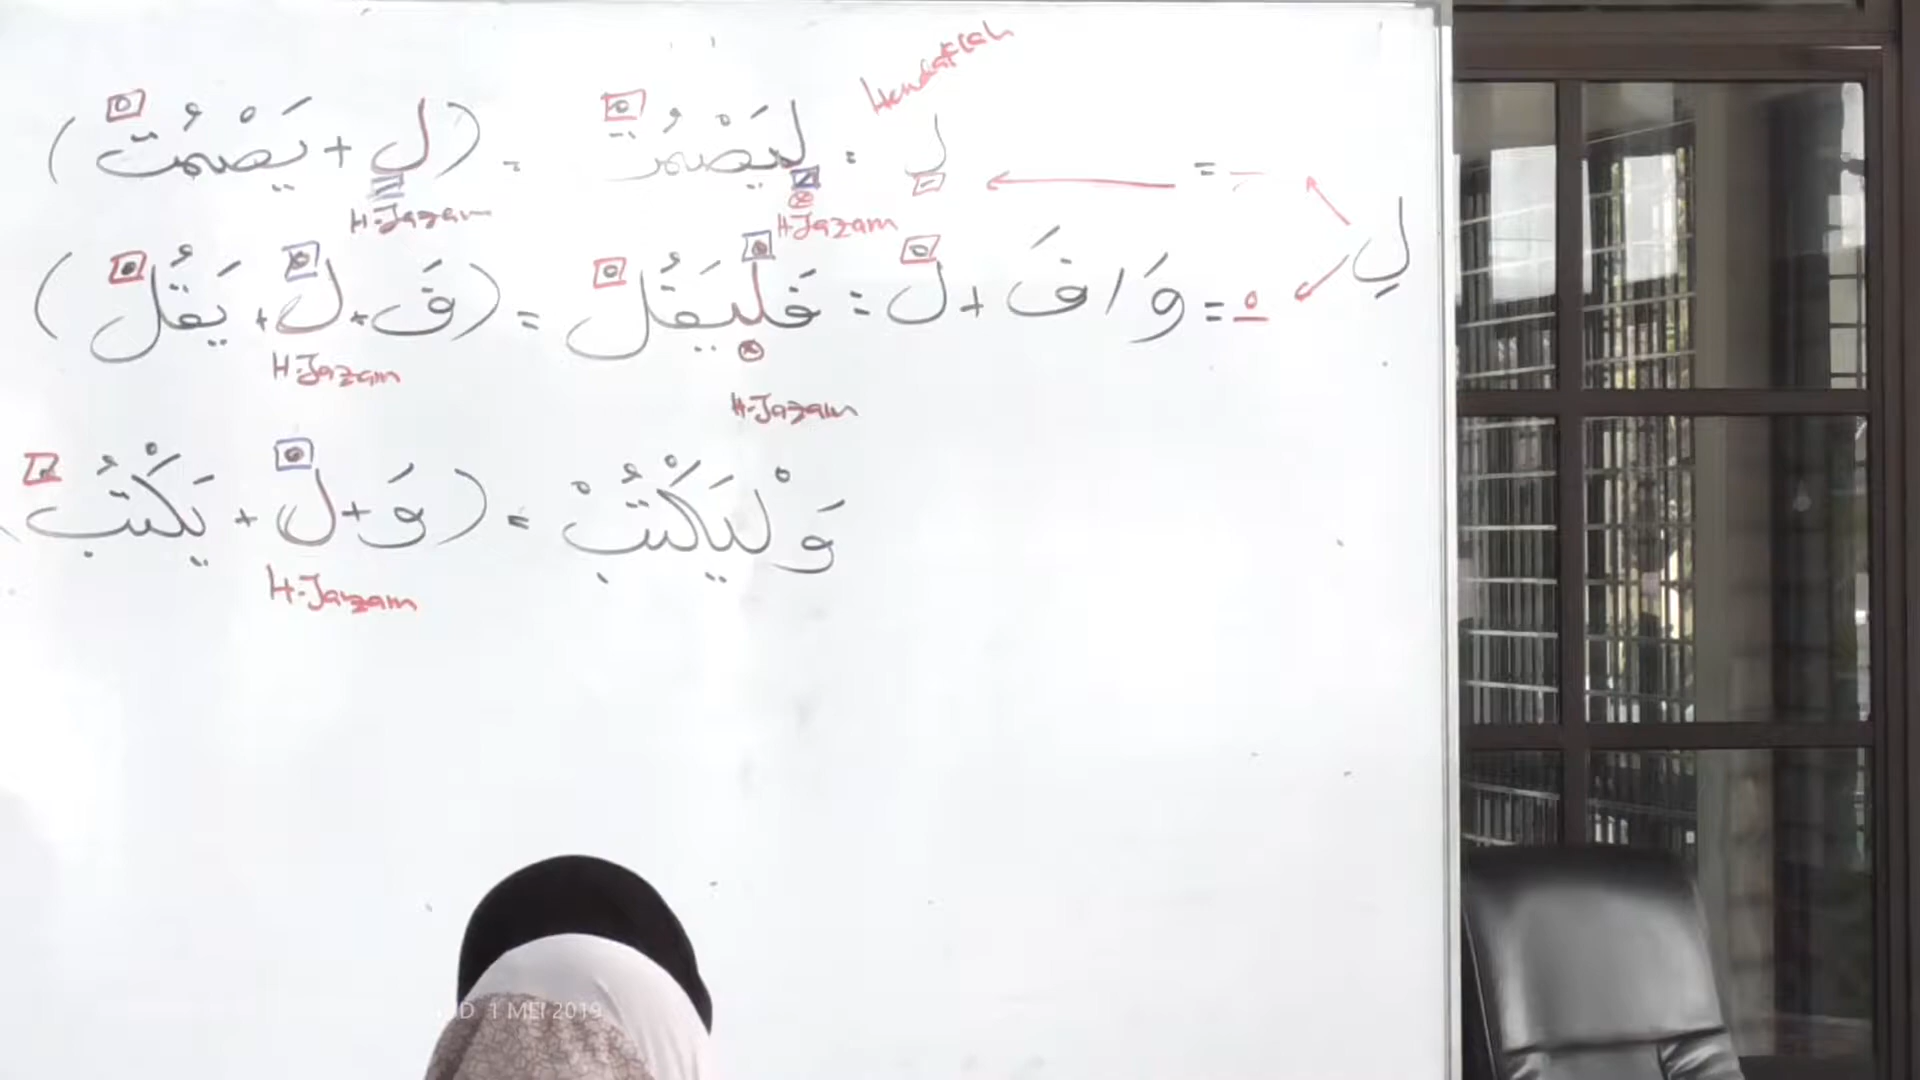 Hendaklah
لِ
= ـِ = لِ = لِيَصْمُتْ = (لِ + يَصْمُتْ)
H.Jazam H.Jazam
= ـْ = وَ / فَ + لْ = فَلْيَقُلْ = (فَ + لْ + يَقُلْ)
H.Jazam H.Jazam
وَلْيَكْتُبْ = (وَ + لْ + يَكْتُبْ
H.Jazam
1 MEI 2019